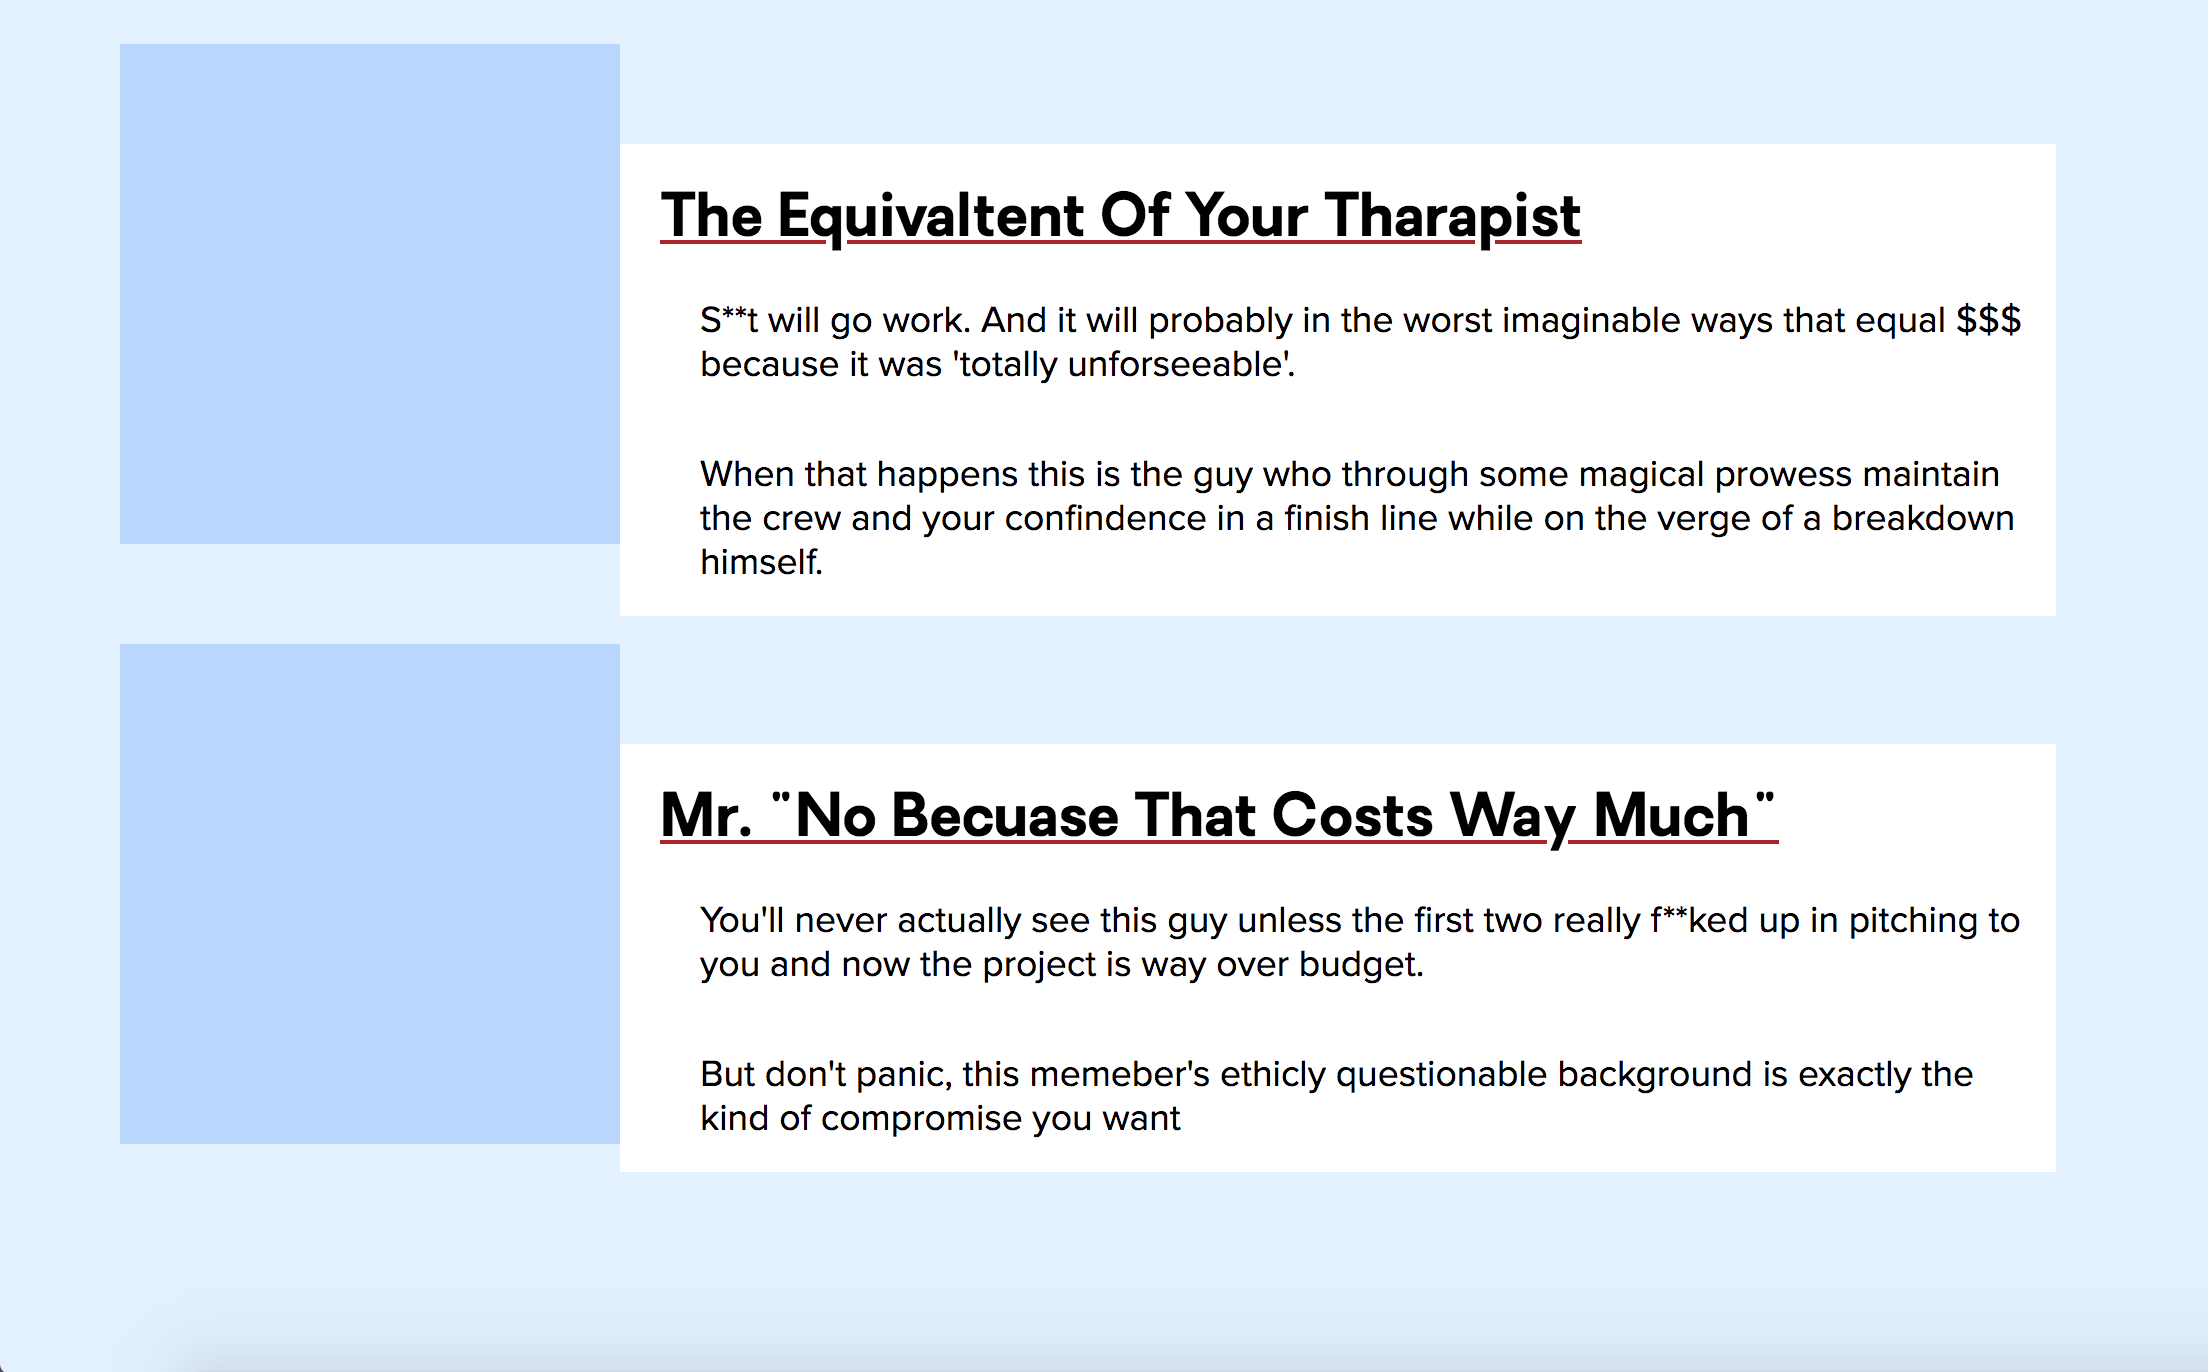 The Equivaltent Of Your Tharapist
S**t will go work. And it will probably in the worst imaginable ways that equal $$$
because it was 'totally unforseeable'.
When that happens this is the guy who through some magical prowess maintain
the crew and your confindence in a finish line while on the verge of a breakdown
himself.
Mr. "No Becuase That Costs Way Much"
You'll never actually see this guy unless the first two really f**ked up in pitching to
you and now the project is way over budget.
But don't panic, this memeber's ethicly questionable background is exactly the
kind of compromise you want